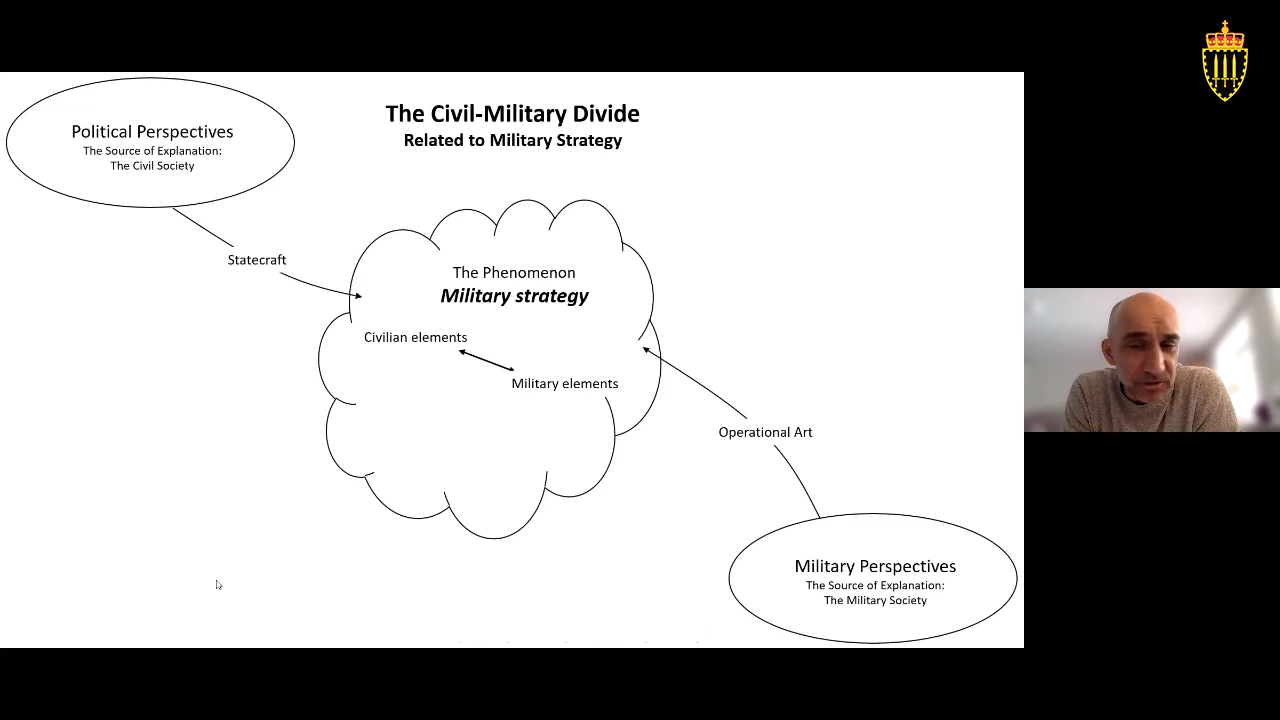 The Civil-Military Divide
Related to Military Strategy
Political Perspectives
The Source of Explanation:
The Civil Society
Statecraft
The Phenomenon
Military strategy
Civilian elements
Military elements
Operational Art
Military Perspectives
The Source of Explanation:
The Military Society